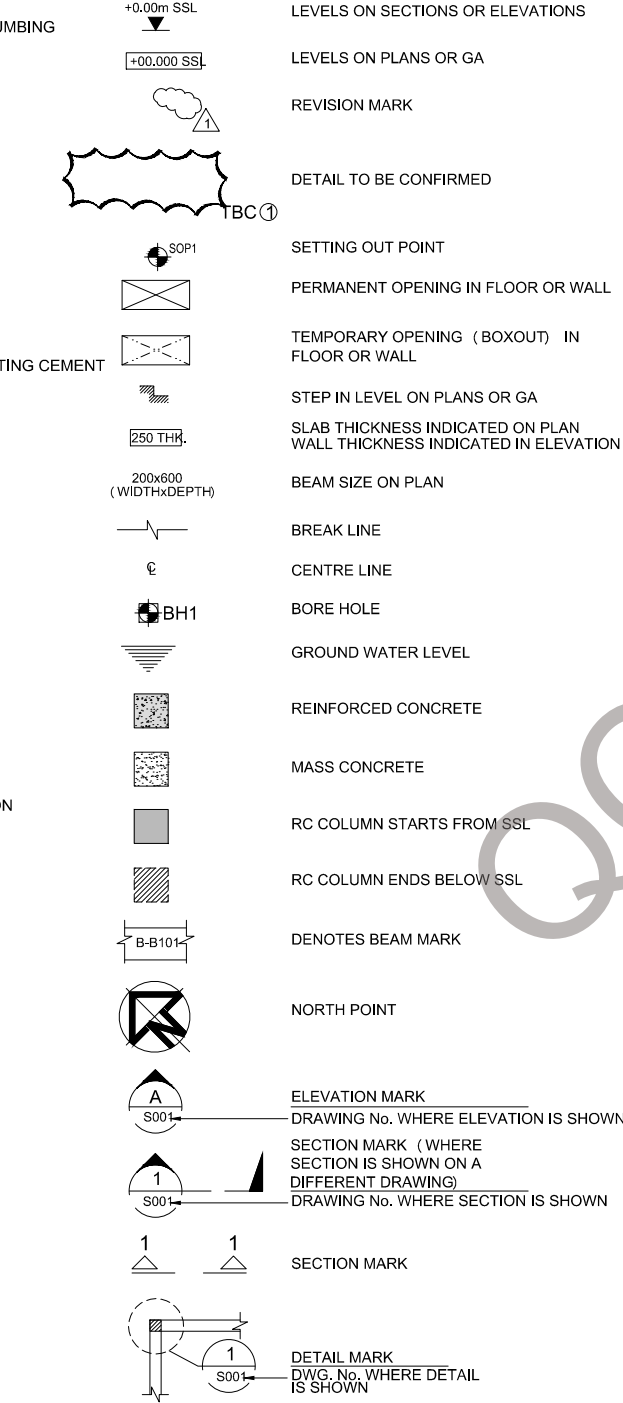 +0.00m SSL LEVELS ON SECTIONS OR ELEVATIONS
UMBING
+00.000 SSL LEVELS ON PLANS OR GA
REVISION MARK
1
DETAIL TO BE CONFIRMED
TBC 1
SOP1 SETTING OUT POINT
PERMANENT OPENING IN FLOOR OR WALL
TEMPORARY OPENING ( BOXOUT) IN
FLOOR OR WALL
TING CEMENT
STEP IN LEVEL ON PLANS OR GA
250 THK. SLAB THICKNESS INDICATED ON PLAN
WALL THICKNESS INDICATED IN ELEVATION
200x600
( WIDTHxDEPTH) BEAM SIZE ON PLAN
BREAK LINE
℄ CENTRE LINE
BH1 BORE HOLE
GROUND WATER LEVEL
REINFORCED CONCRETE
MASS CONCRETE
ON
RC COLUMN STARTS FROM SSL
RC COLUMN ENDS BELOW SSL
B-B101 DENOTES BEAM MARK
NORTH POINT
A ELEVATION MARK
S001 DRAWING No. WHERE ELEVATION IS SHOWN
SECTION MARK ( WHERE
SECTION IS SHOWN ON A
1 DIFFERENT DRAWING)
S001 DRAWING No. WHERE SECTION IS SHOWN
1 1
SECTION MARK
1 DETAIL MARK
S001 DWG. No. WHERE DETAIL
IS SHOWN
QS